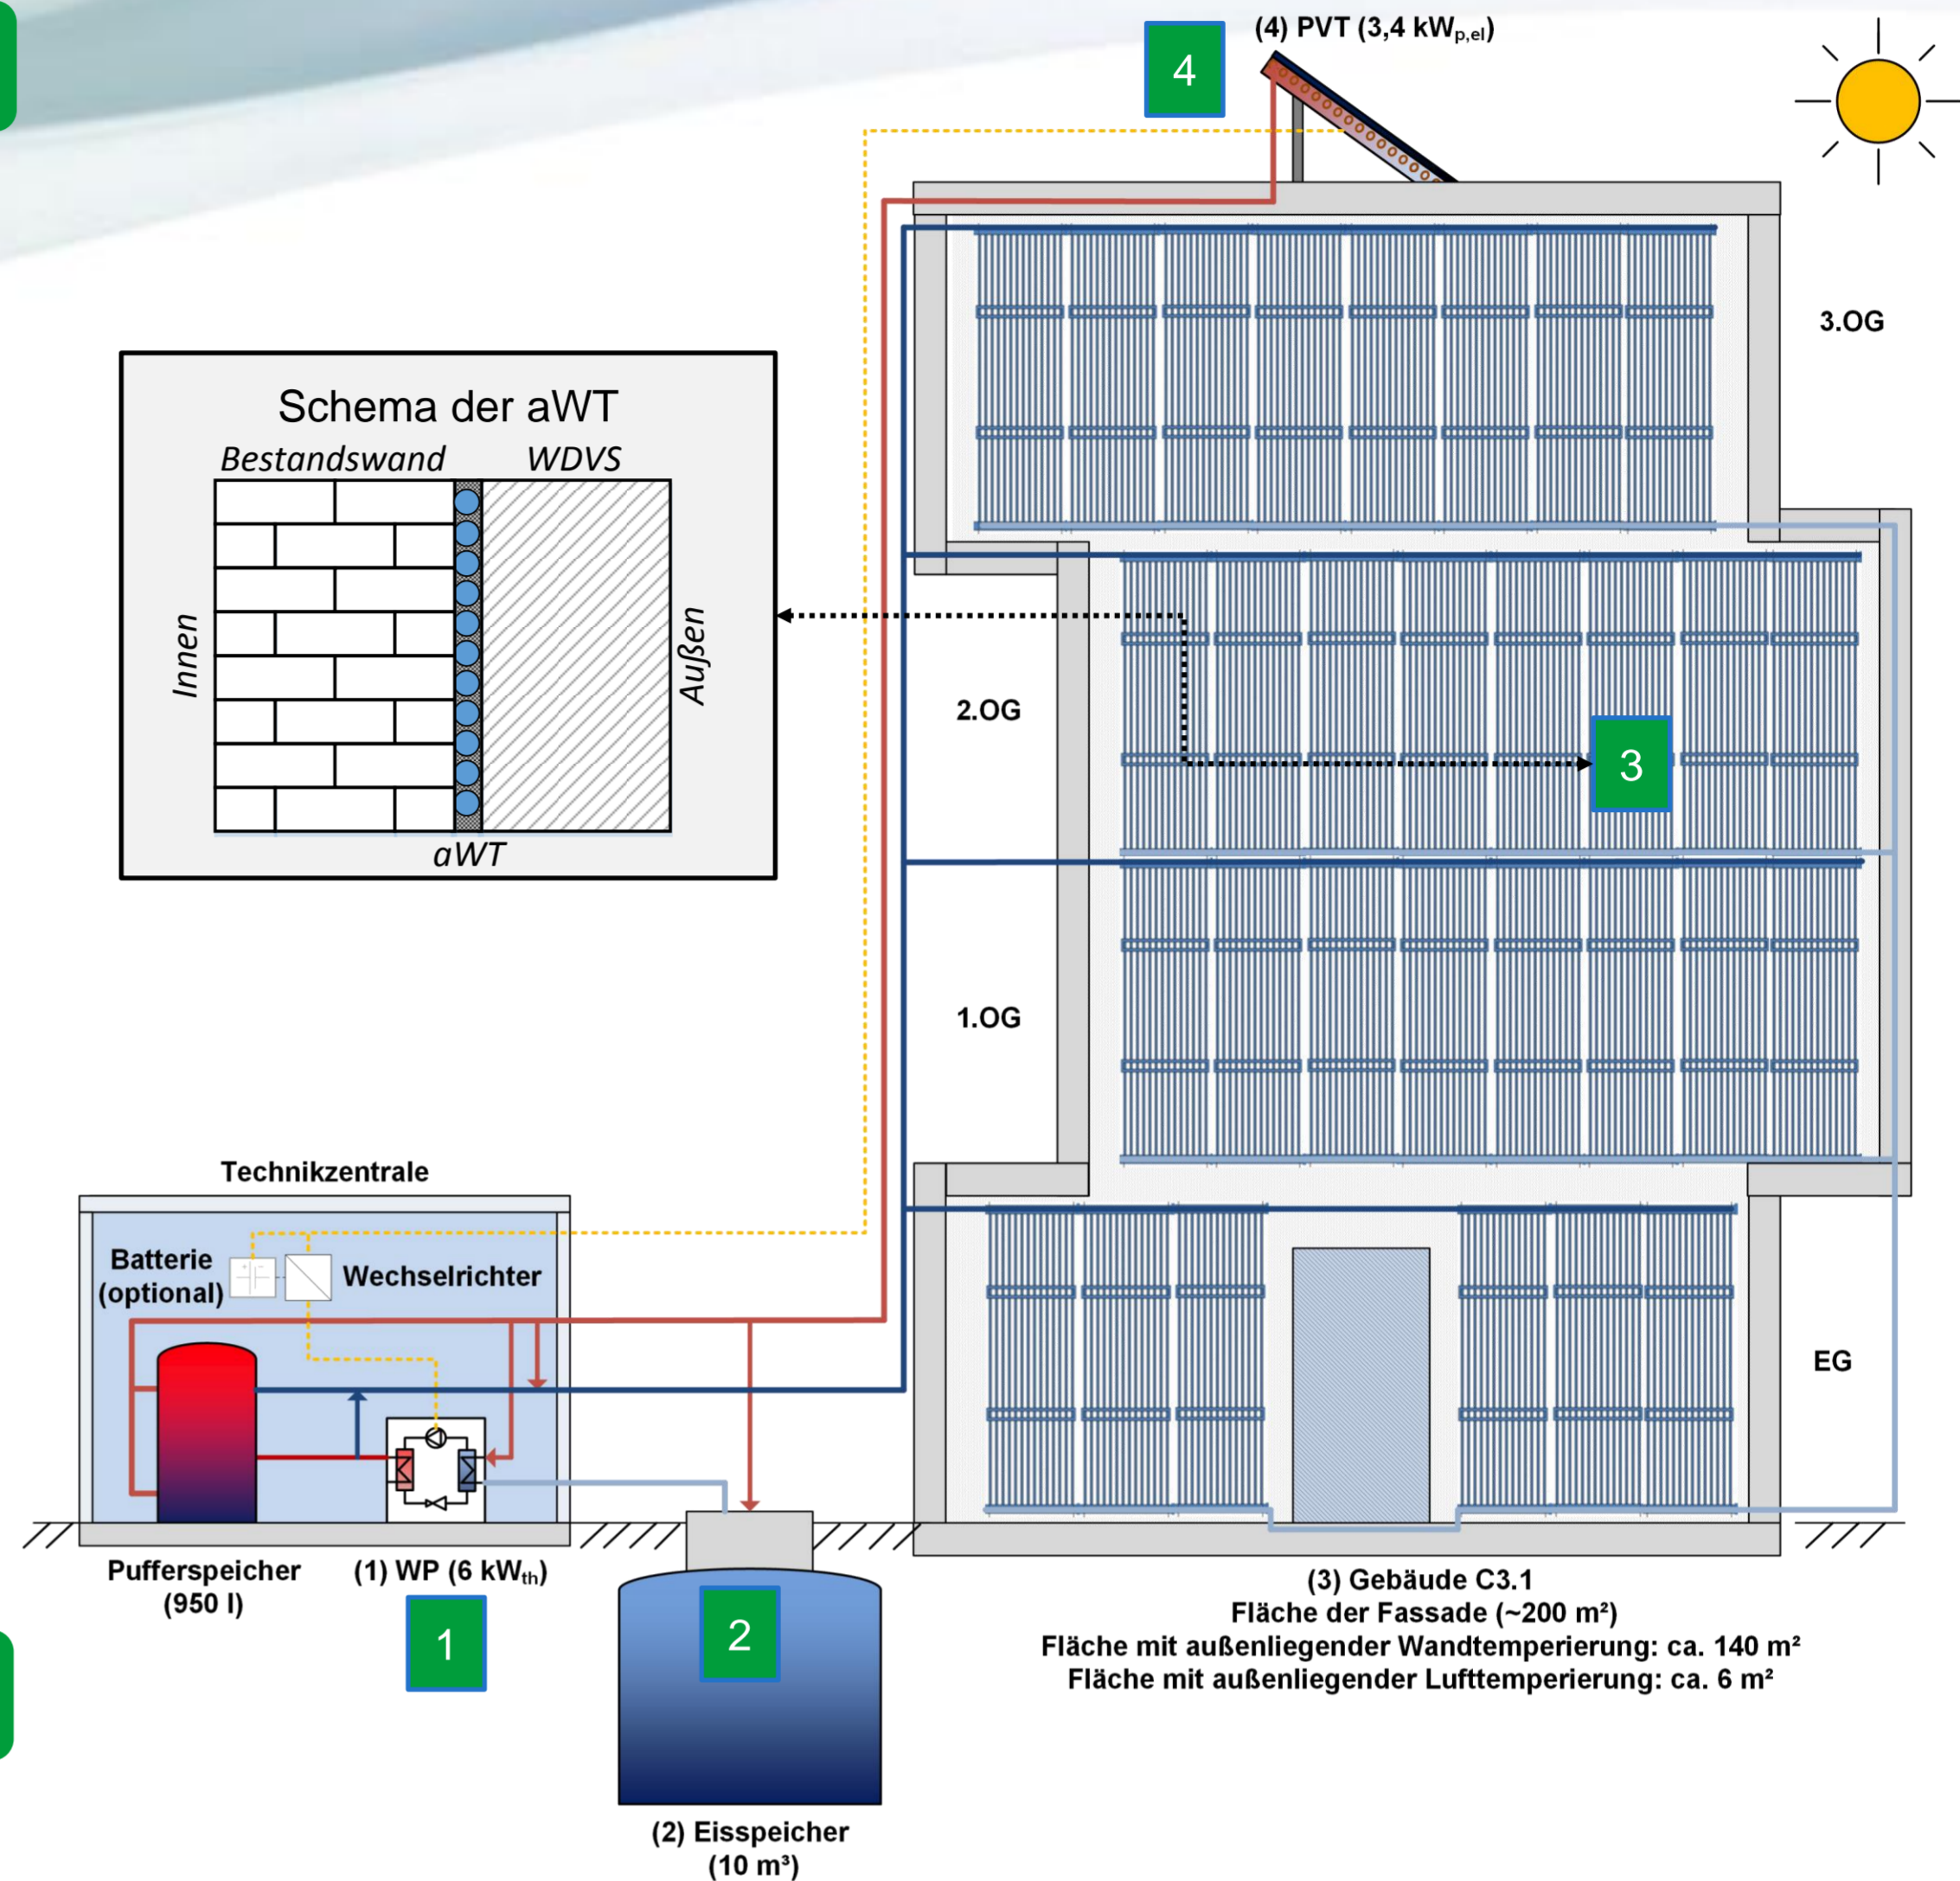 4
(4) PVT (3,4 kWp,el)
3.OG
Schema der aWT
Bestandswand
WDVS
Innen
Außen
aWT
2.OG
3
1.OG
Technikzentrale
Batterie
(optional)
Wechselrichter
EG
Pufferspeicher
(950 l)
(1) WP (6 kWth)
1
2
(3) Gebäude C3.1
Fläche der Fassade (~200 m²)
Fläche mit außenliegender Wandtemperierung: ca. 140 m²
Fläche mit außenliegender Lufttemperierung: ca. 6 m²
(2) Eisspeicher
(10 m³)